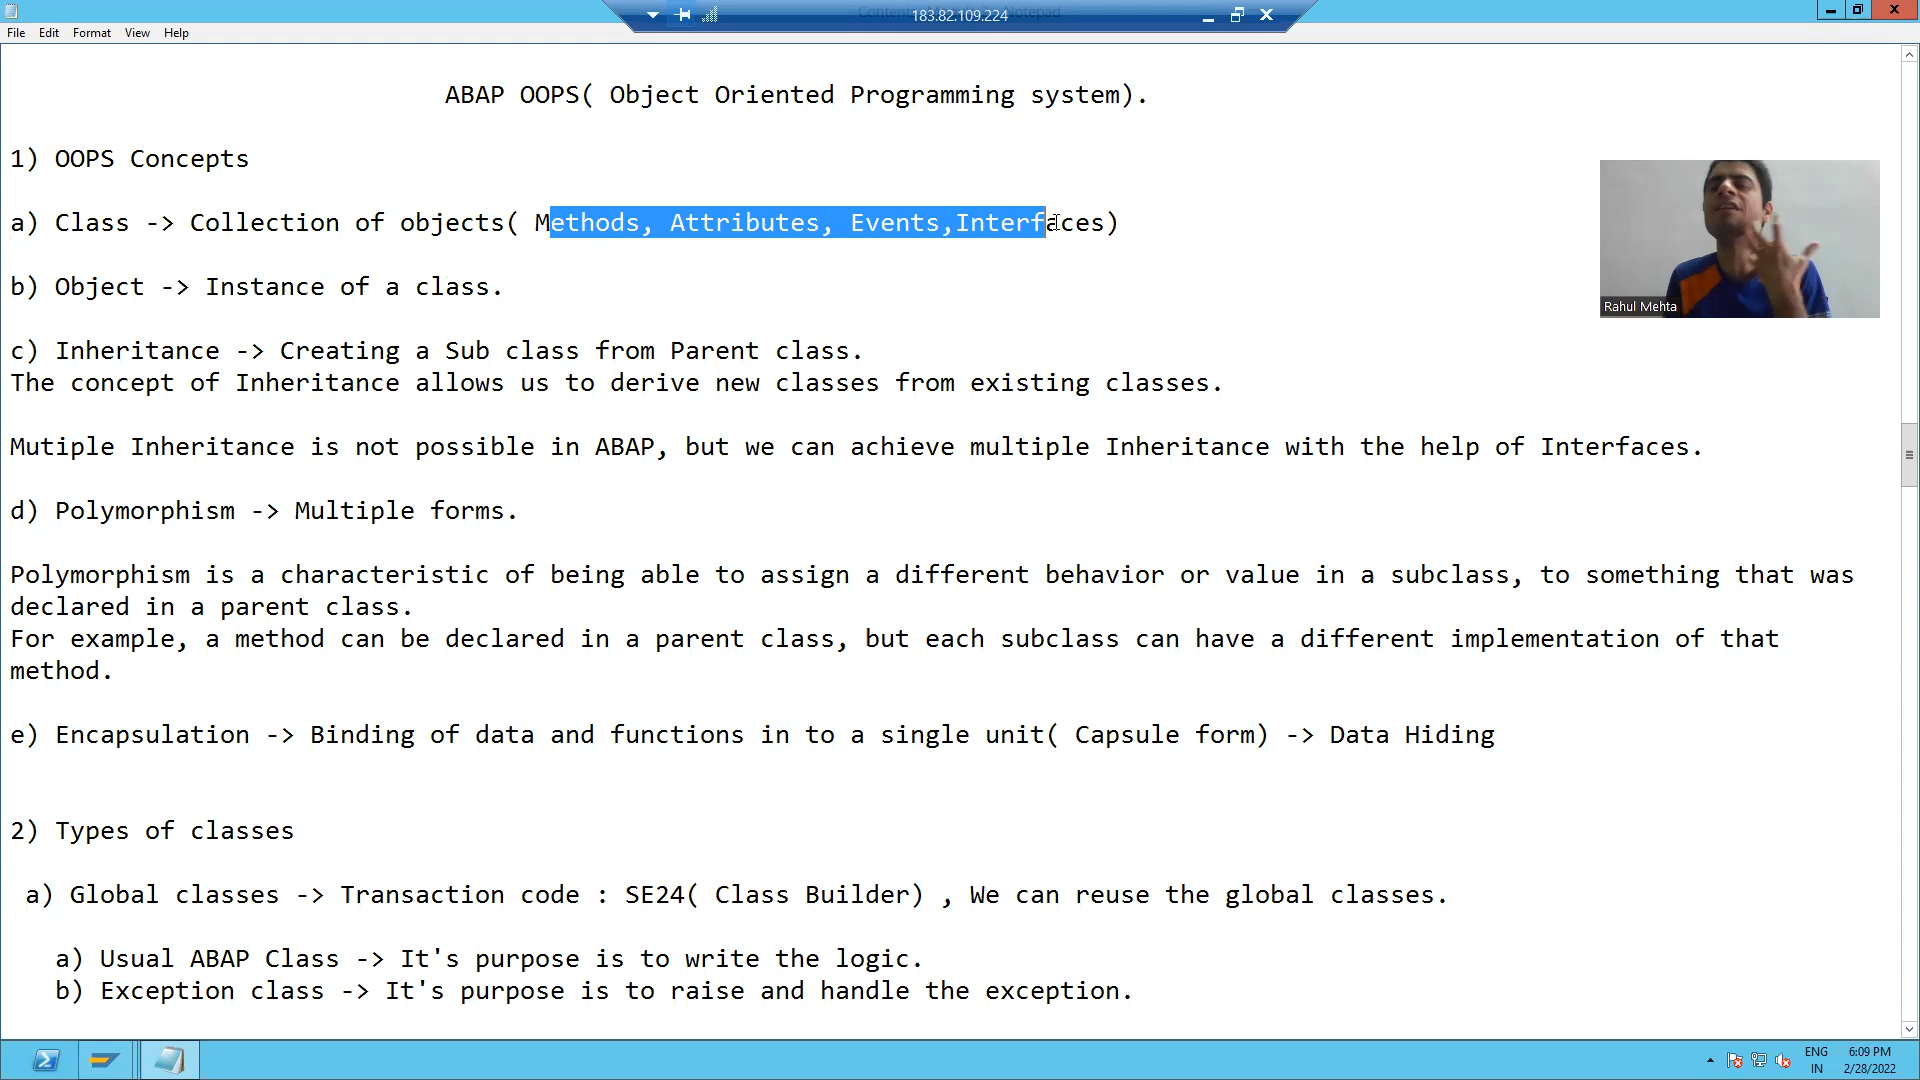 183.82.109.224
File Edit Format View Help
ABAP OOPS( Object Oriented Programming system).
1) OOPS Concepts
a) Class -> Collection of objects( Methods, Attributes, Events,Interfaces)
Rahul Mehta
b) Object -> Instance of a class.
c) Inheritance -> Creating a Sub class from Parent class.
The concept of Inheritance allows us to derive new classes from existing classes.
Mutiple Inheritance is not possible in ABAP, but we can achieve multiple Inheritance with the help of Interfaces.
d) Polymorphism -> Multiple forms.
Polymorphism is a characteristic of being able to assign a different behavior or value in a subclass, to something that was
declared in a parent class.
For example, a method can be declared in a parent class, but each subclass can have a different implementation of that
method.
e) Encapsulation -> Binding of data and functions in to a single unit( Capsule form) -> Data Hiding
2) Types of classes
a) Global classes -> Transaction code : SE24( Class Builder) , We can reuse the global classes.
a) Usual ABAP Class -> It's purpose is to write the logic.
b) Exception class -> It's purpose is to raise and handle the exception.
ENG 6:09 PM
IN 2/28/2022